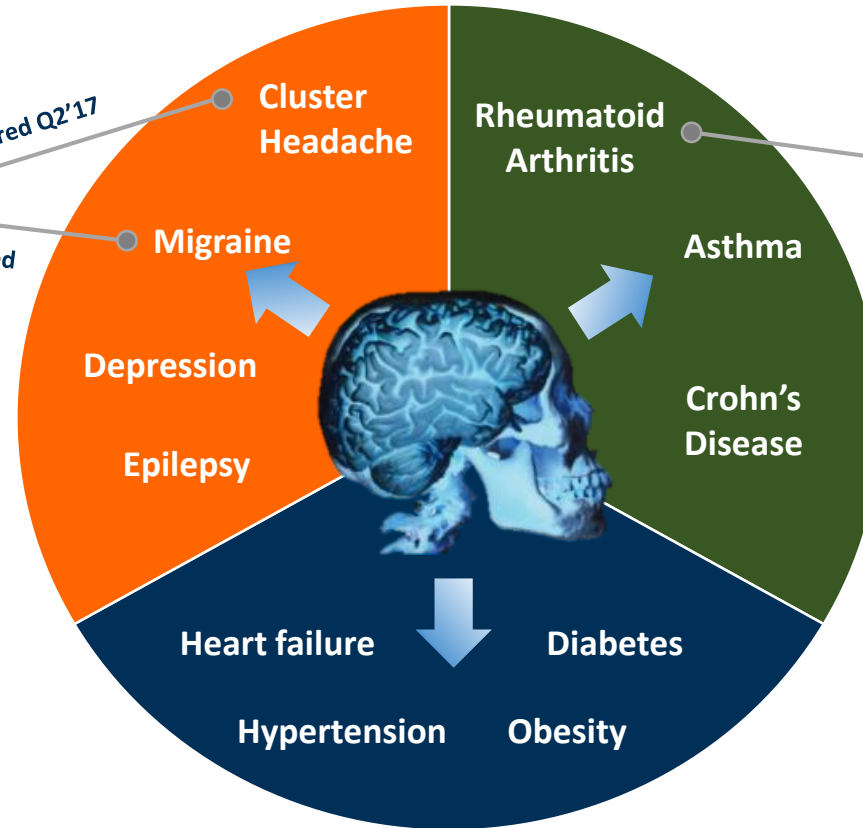 red Q2’17
Cluster
Headache
Migraine
Depression
Epilepsy
Rheumatoid
Arthritis
Asthma
Crohn’s
Disease
Heart failure
Diabetes
Hypertension
Obesity